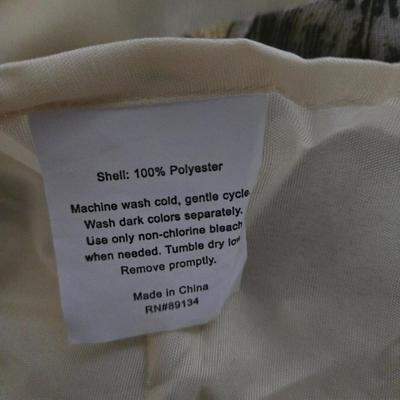 Shell: 100% Polyester
Machine wash cold, gentle cycle
Wash dark colors separately.
Use only non-chlorine bleach
when needed. Tumble dry low
Remove promptly.
Made in China
RN#89134